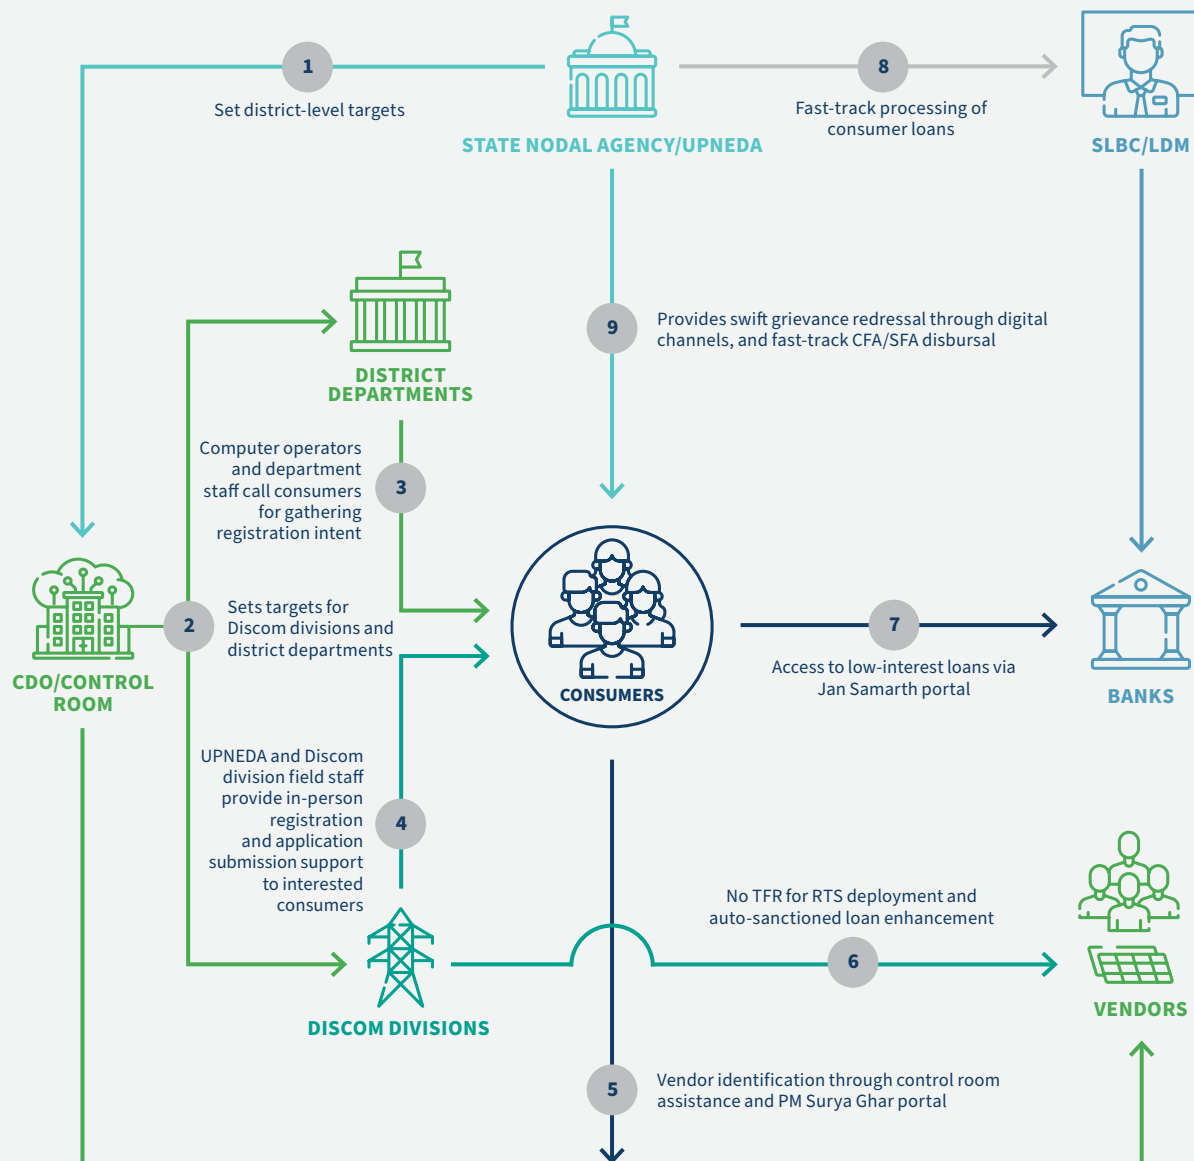 1
8
Set district-level targets
Fast-track processing of
consumer loans
STATE NODAL AGENCY/UPNEDA
SLBC/LDM
9
Provides swift grievance redressal through digital
channels, and fast-track CFA/SFA disbursal
DISTRICT
DEPARTMENTS
Computer operators
and department
staff call consumers
for gathering
registration intent
3
2
Sets targets for
Discom divisions and
district departments
CDO/CONTROL
ROOM
CONSUMERS
7
Access to low-interest loans via
Jan Samarth portal
BANKS
UPNEDA and Discom
division field staff
provide in-person
registration
and application
submission support
to interested
consumers
4
No TFR for RTS deployment and
auto-sanctioned loan enhancement
6
DISCOM DIVISIONS
VENDORS
5
Vendor identification through control room
assistance and PM Surya Ghar portal